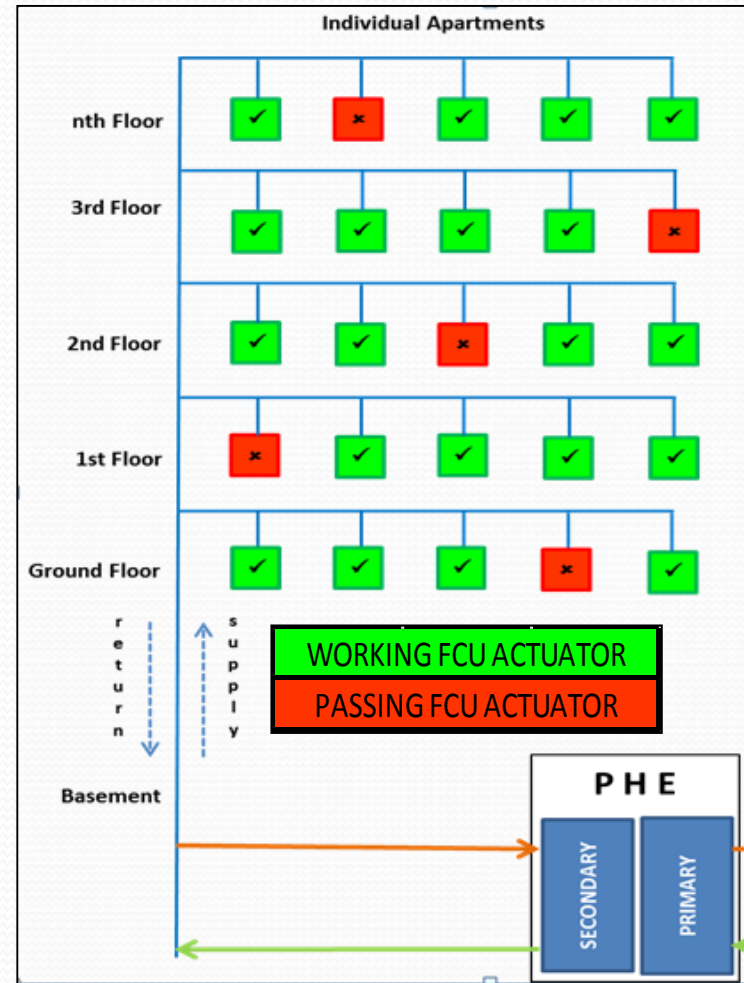 Individual Apartments
nth Floor
3rd Floor
2nd Floor
1st Floor
Ground Floor
return
supply
WORKING FCU ACTUATOR
PASSING FCU ACTUATOR
Basement
PHE
SECONDARY
PRIMARY